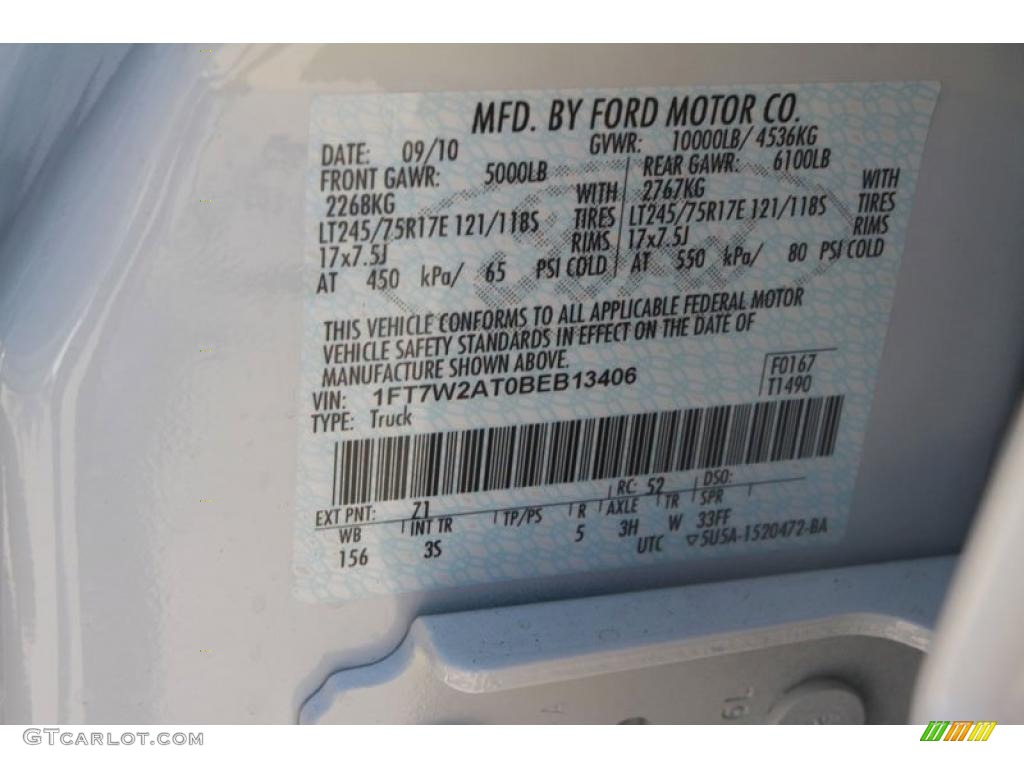 MFD. BY FORD MOTOR CO.
DATE: 09/10 GVWR: 10000LB/ 4536KG
FRONT GAWR: 5000LB REAR GAWR: 6100LB
2268KG WITH 2767KG WITH
LT245/75R17E 121/118S TIRES LT245/75R17E 121/118S TIRES
17x7.5J RIMS 17x7.5J RIMS
AT 450 kPa/ 65 PSI COLD AT 550 kPa/ 80 PSI COLD
THIS VEHICLE CONFORMS TO ALL APPLICABLE FEDERAL MOTOR
VEHICLE SAFETY STANDARDS IN EFFECT ON THE DATE OF
MANUFACTURE SHOWN ABOVE.
VIN: 1FT7W2AT0BEB13406 F0167
TYPE: Truck T1490
EXT PNT: Z1 RC: 52 DSO:
WB INT TR TP/PS R AXLE TR SPR
156 3S 5 3H W 33FF
UTC ▽5U5A-1520472-BA
19
GTCarLot.com